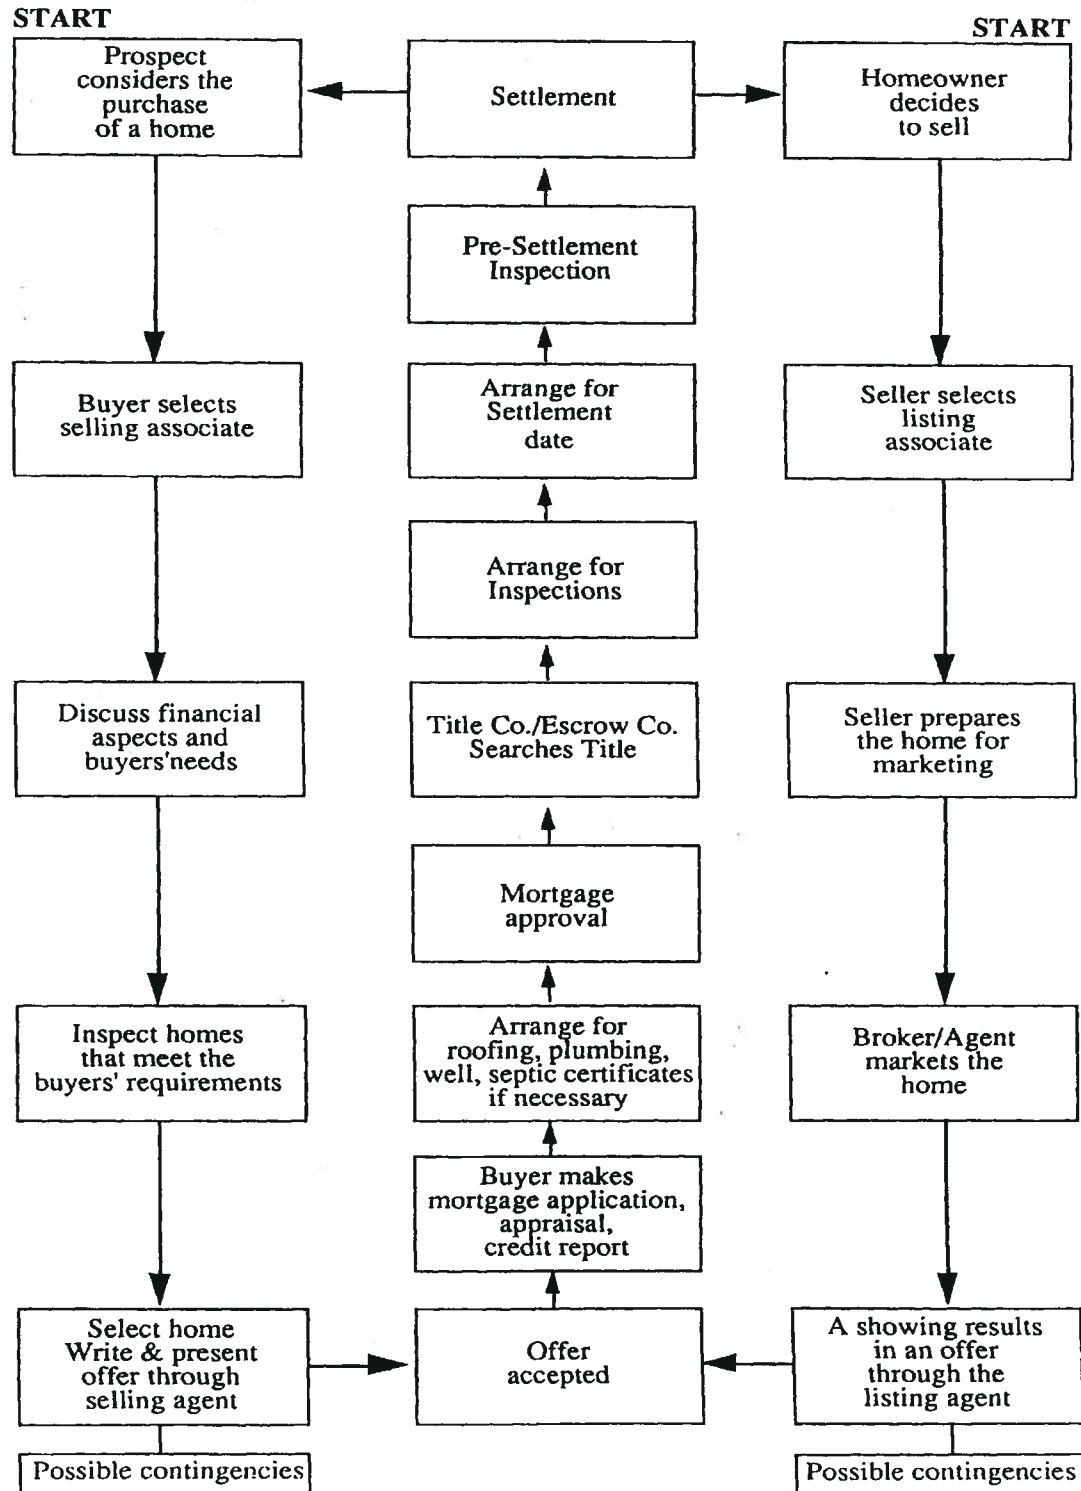 START
Prospect
considers the
purchase
of a home
Buyer selects
selling associate
Discuss financial
aspects and
buyers'needs
Inspect homes
that meet the
buyers' requirements
Select home
Write & present
offer through
selling agent
Possible contingencies
Settlement
Pre-Settlement
Inspection
Arrange for
Settlement
date
Arrange for
Inspections
Title Co./Escrow Co.
Searches Title
Mortgage
approval
Arrange for
roofing, plumbing,
well, septic certificates
if necessary
Buyer makes
mortgage application,
appraisal,
credit report
Offer
accepted
START
Homeowner
decides
to sell
Seller selects
listing
associate
Seller prepares
the home for
marketing
Broker/Agent
markets the
home
A showing results
in an offer
through the
listing agent
Possible contingencies